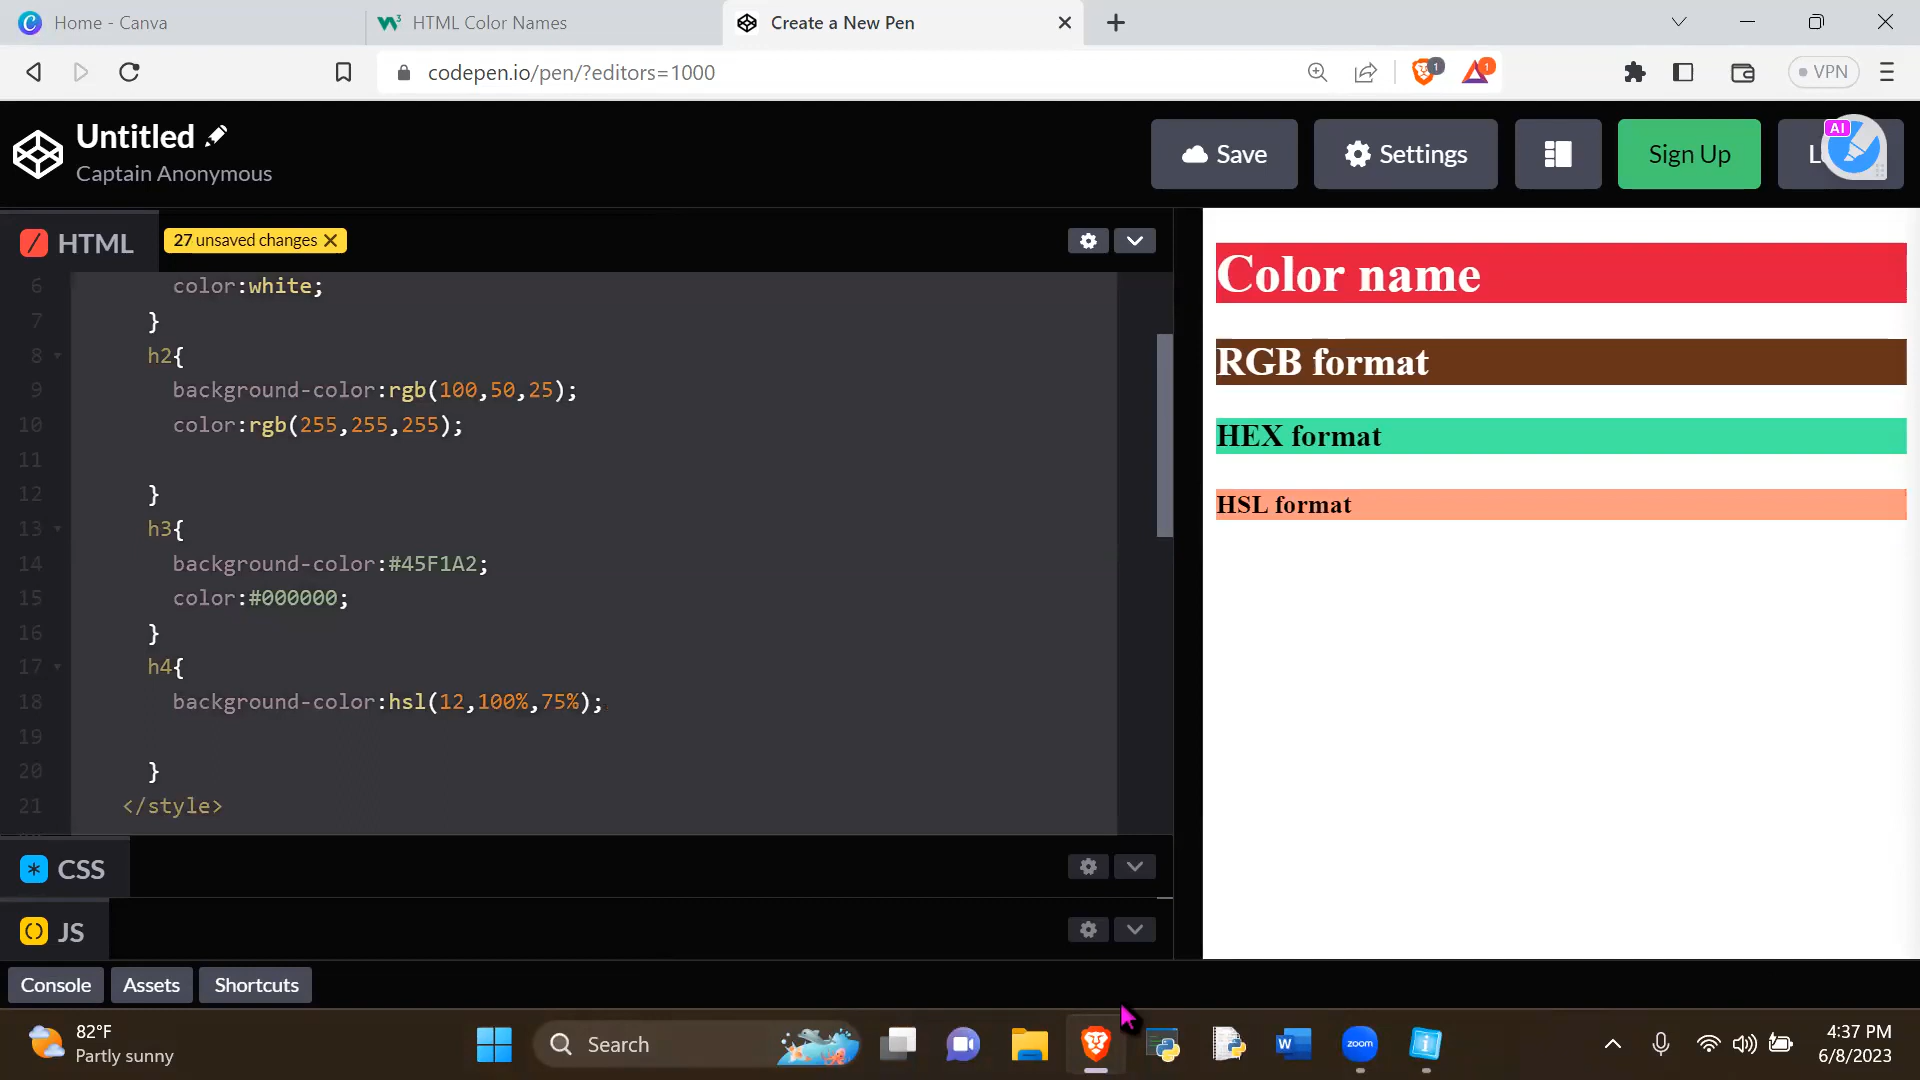 Home - Canva
HTML Color Names
Create a New Pen
codepen.io/pen/?editors=1000
1
1
VPN
Untitled
Captain Anonymous
Save
Settings
Sign Up
AI
HTML
27 unsaved changes
6 color:white;
7 }
8 h2{
9 background-color:rgb(100,50,25);
10 color:rgb(255,255,255);
11
12 }
13 h3{
14 background-color:#45F1A2;
15 color:#000000;
16 }
17 h4{
18 background-color:hsl(12,100%,75%);
19
20 }
21 </style>
Color name
RGB format
HEX format
HSL format
CSS
JS
Console
Assets
Shortcuts
82°F
Partly sunny
Search
W
zoom
4:37 PM
6/8/2023